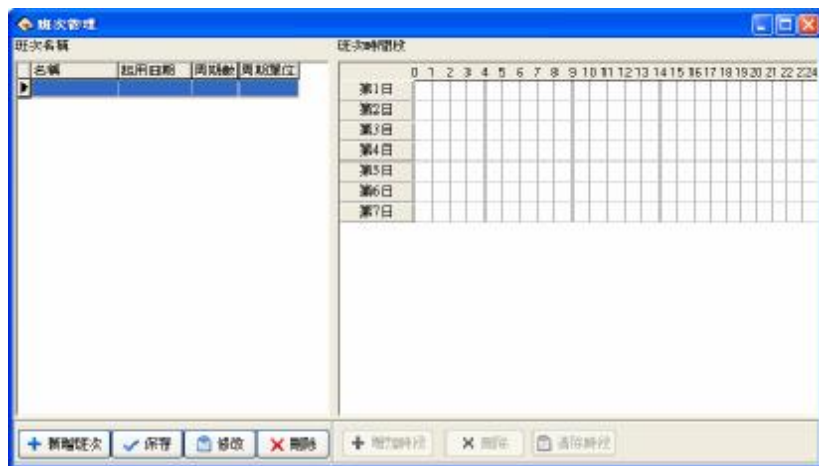 班次管理
班次名稱
班次時間段
名稱 起用日期 周期數 周期單位
0 1 2 3 4 5 6 7 8 9 10 11 12 13 14 15 16 17 18 19 20 21 22 2324
第1日
第2日
第3日
第4日
第5日
第6日
第7日
新增班次 保存 修改 刪除 增加時段 刪除 清除時段